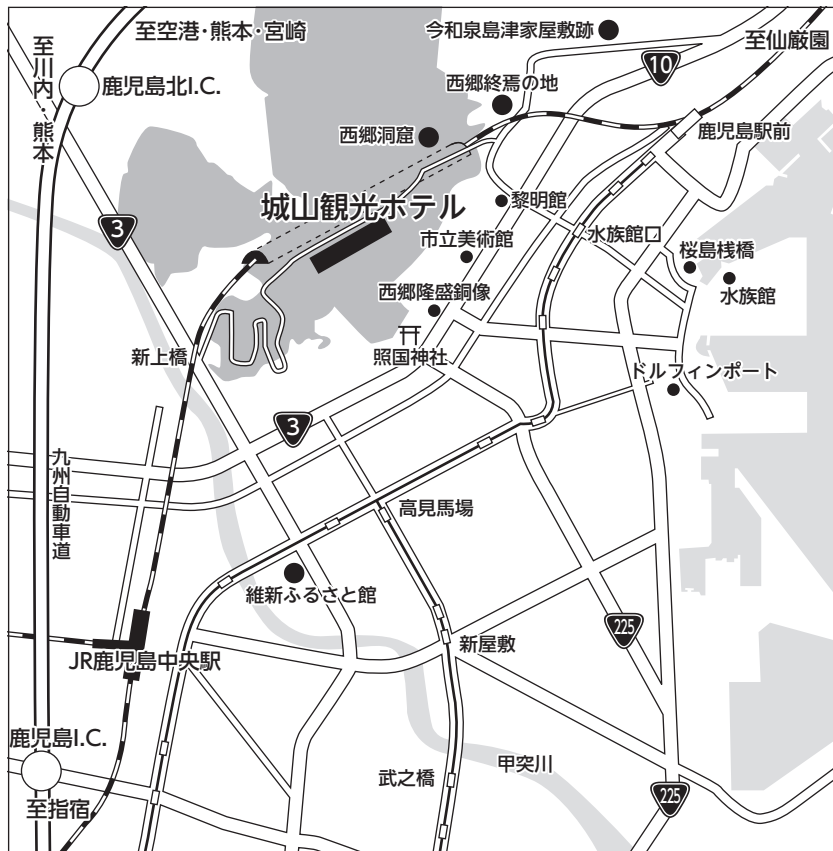 至空港・熊本・宮崎
今和泉島津家屋敷跡
至仙厳園
至川内・熊本
鹿児島北I.C.
10
西郷終焉の地
西郷洞窟
鹿児島駅前
3
城山観光ホテル
黎明館
市立美術館
水族館口
桜島桟橋
水族館
西郷隆盛銅像
新上橋
照国神社
ドルフィンポート
3
九州自動車道
高見馬場
維新ふるさと館
225
新屋敷
JR鹿児島中央駅
鹿児島I.C.
武之橋
甲突川
225
至指宿